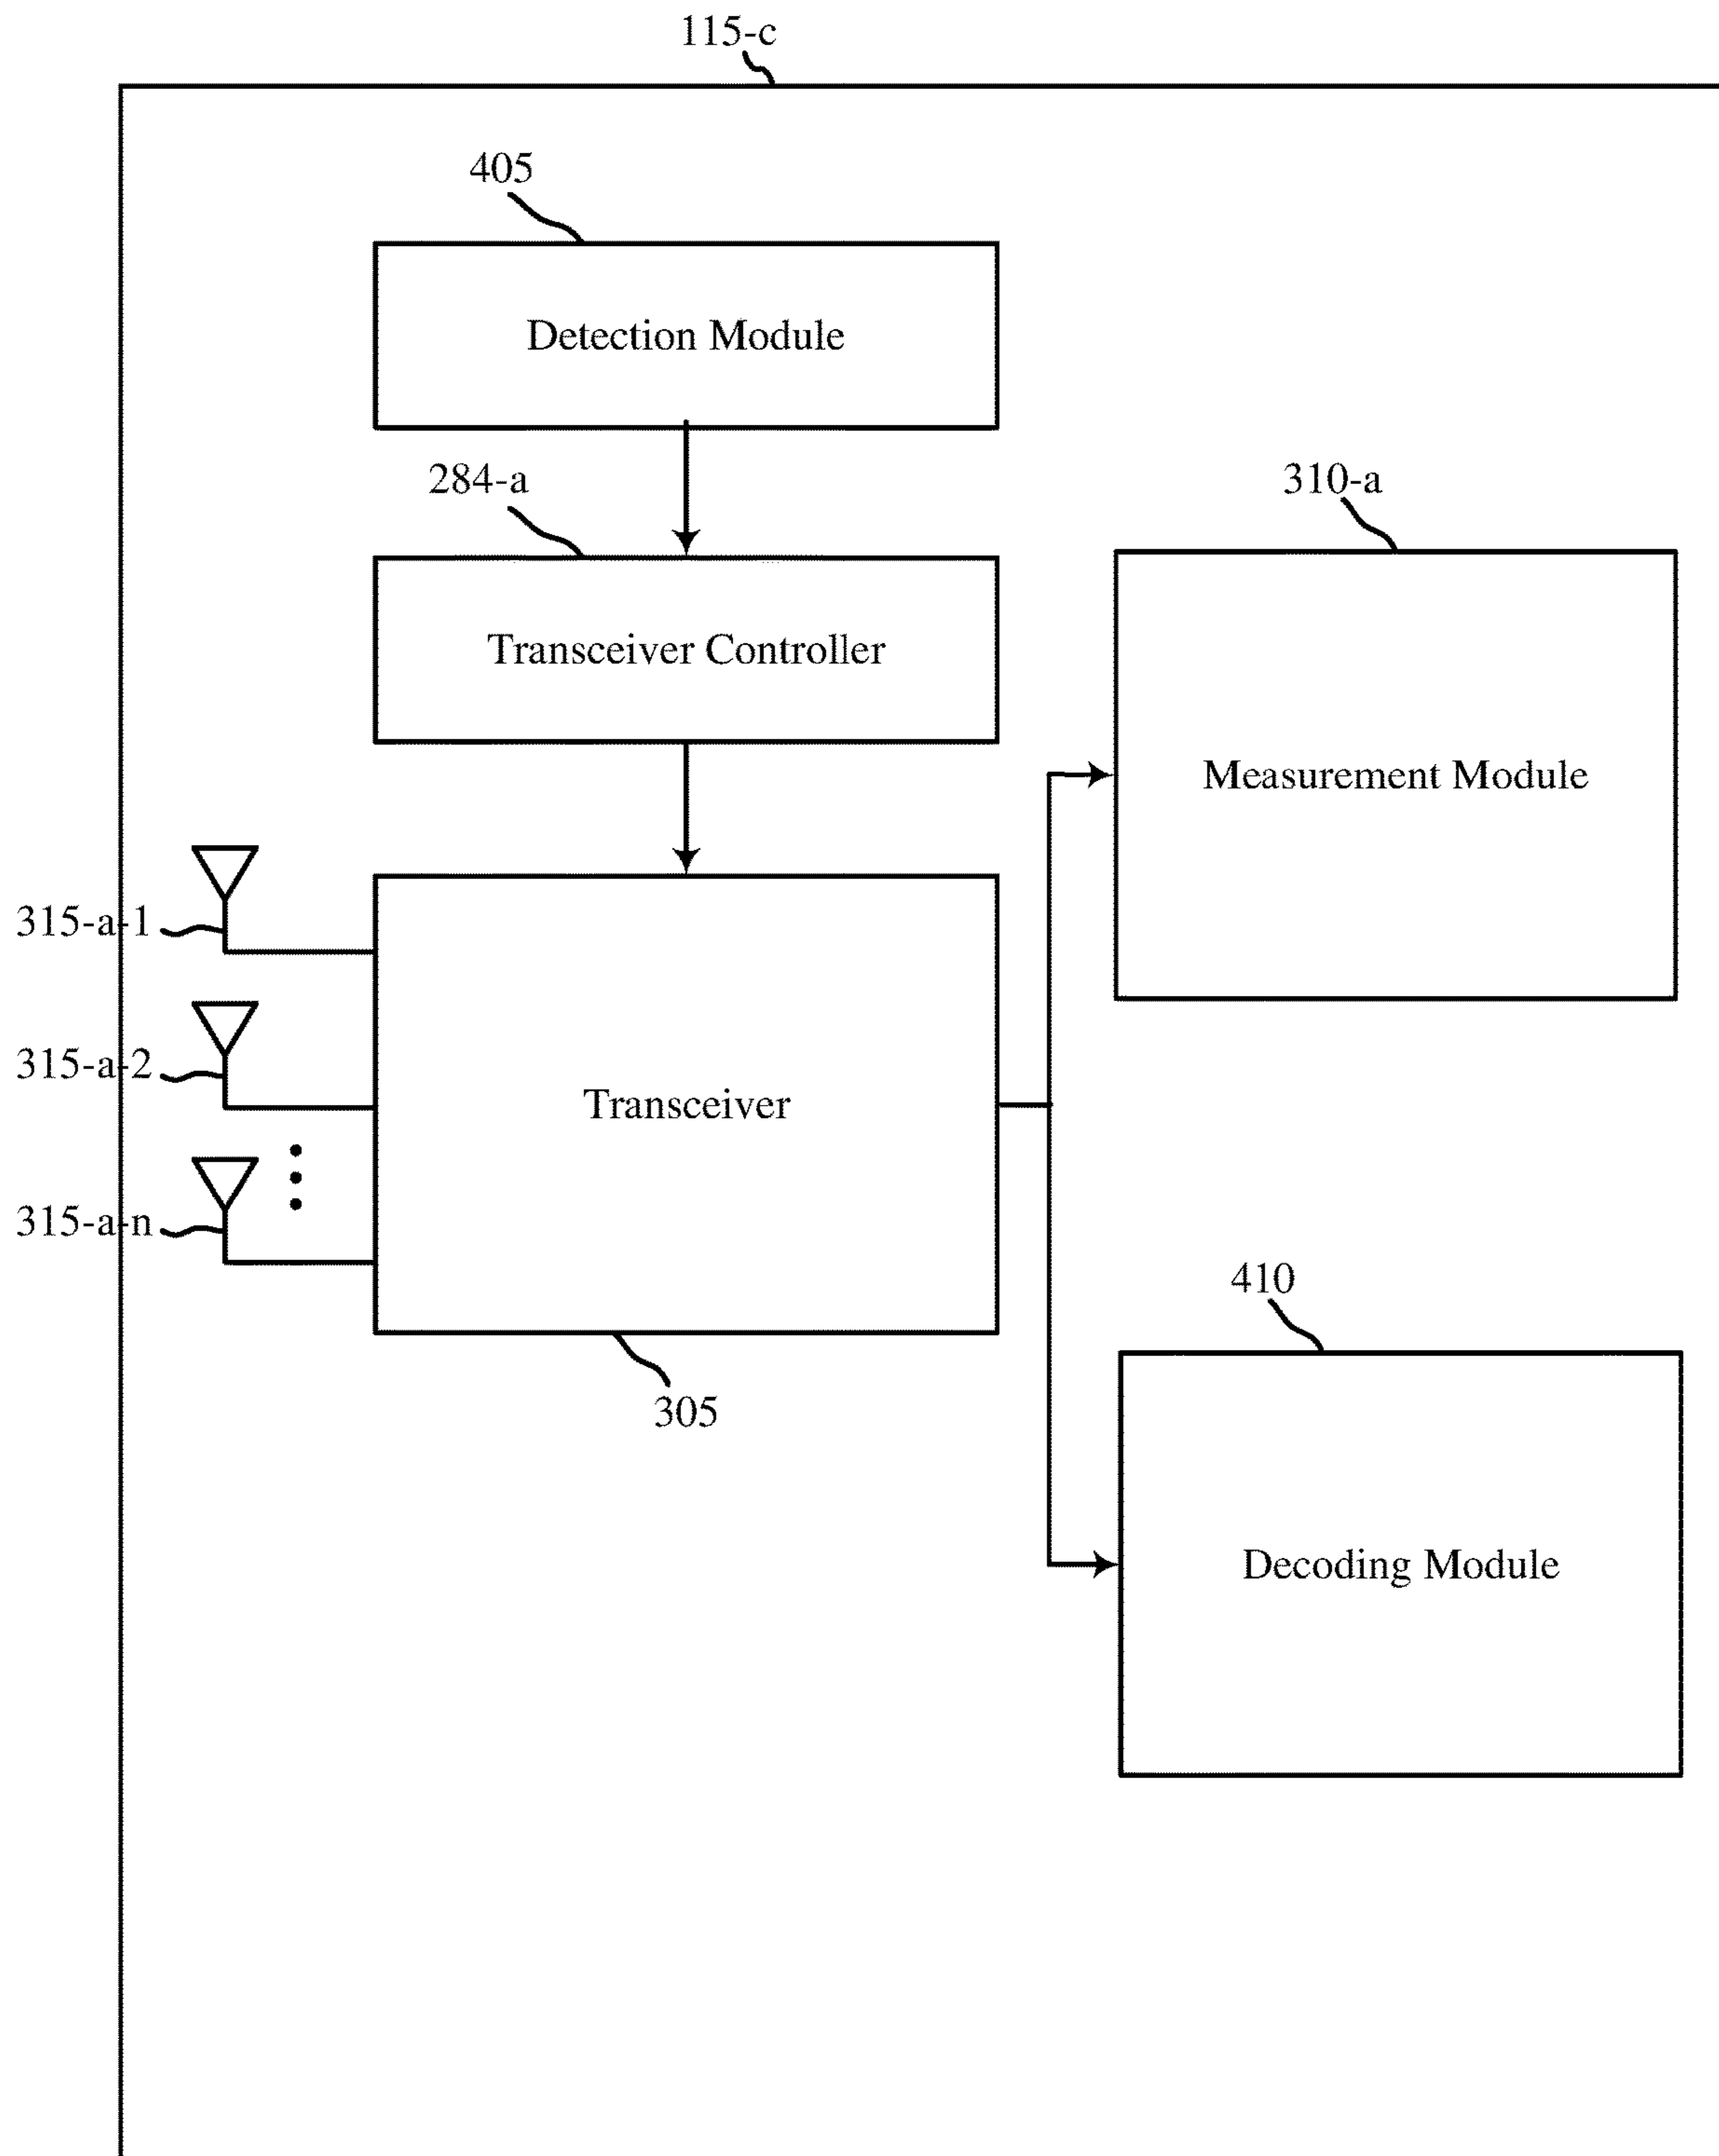 115-c
405
Detection Module
284-a
310-a
Transceiver Controller
Measurement Module
315-a-1
315-a-2
Transceiver
315-a-n
410
305
Decoding Module